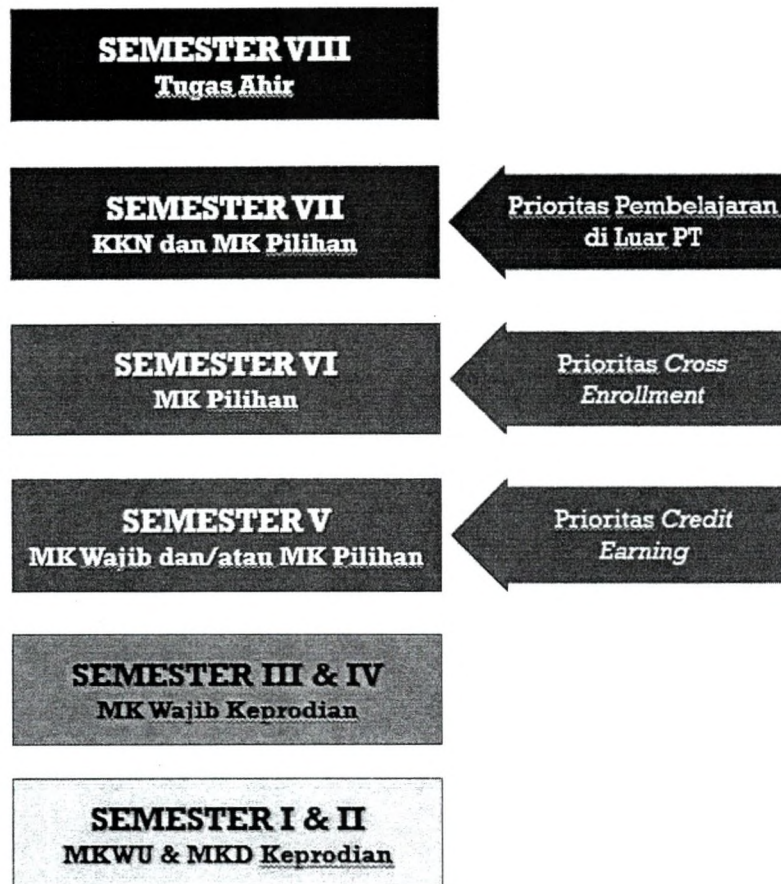 SEMESTER VIII
Tugas Ahir
SEMESTER VII
KKN dan MK Pilihan
Prioritas Pembelajaran
di Luar PT
SEMESTER VI
MK Pilihan
Prioritas Cross
Enrollment
SEMESTER V
MK Wajib dan/atau MK Pilihan
Prioritas Credit
Earning
SEMESTER III & IV
MK Wajib Keprodian
SEMESTER I & II
MKWU & MKD Keprodian